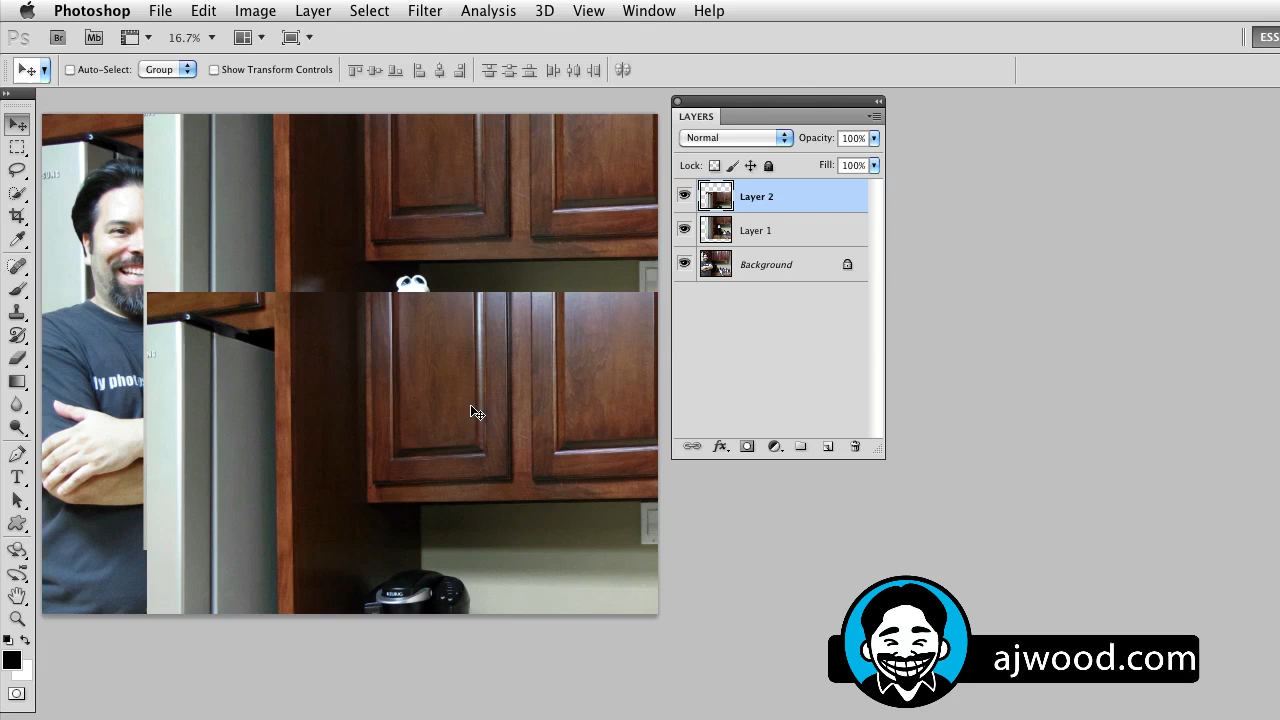 Photoshop File Edit Image Layer Select Filter Analysis 3D View Window Help
Ps Br Mb 16.7% ESS
Auto-Select: Group Show Transform Controls
LAYERS
Normal Opacity: 100%
Lock: Fill: 100%
Layer 2
Layer 1
Background
ly photo
KEURIG
ajwood.com